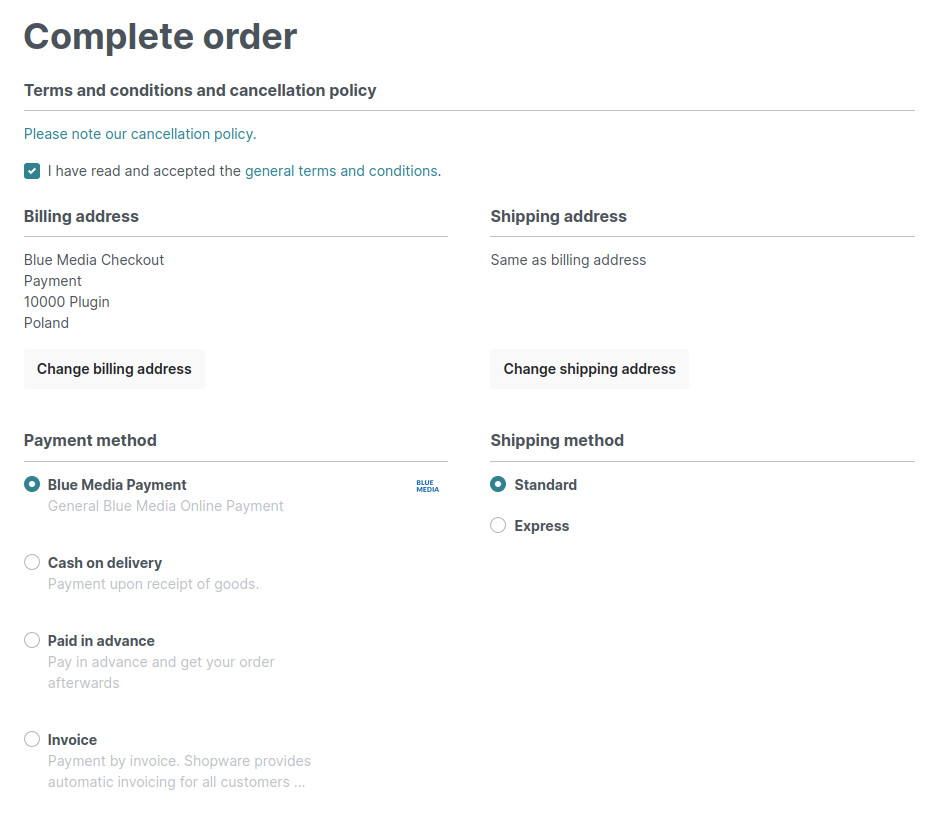 Complete order
Terms and conditions and cancellation policy
Please note our cancellation policy.
I have read and accepted the general terms and conditions.
Billing address
Blue Media Checkout
Payment
10000 Plugin
Poland
Change billing address
Shipping address
Same as billing address
Change shipping address
Payment method
Blue Media Payment
General Blue Media Online Payment
BLUE
MEDIA
Cash on delivery
Payment upon receipt of goods.
Paid in advance
Pay in advance and get your order
afterwards
Invoice
Payment by invoice. Shopware provides
automatic invoicing for all customers ...
Shipping method
Standard
Express